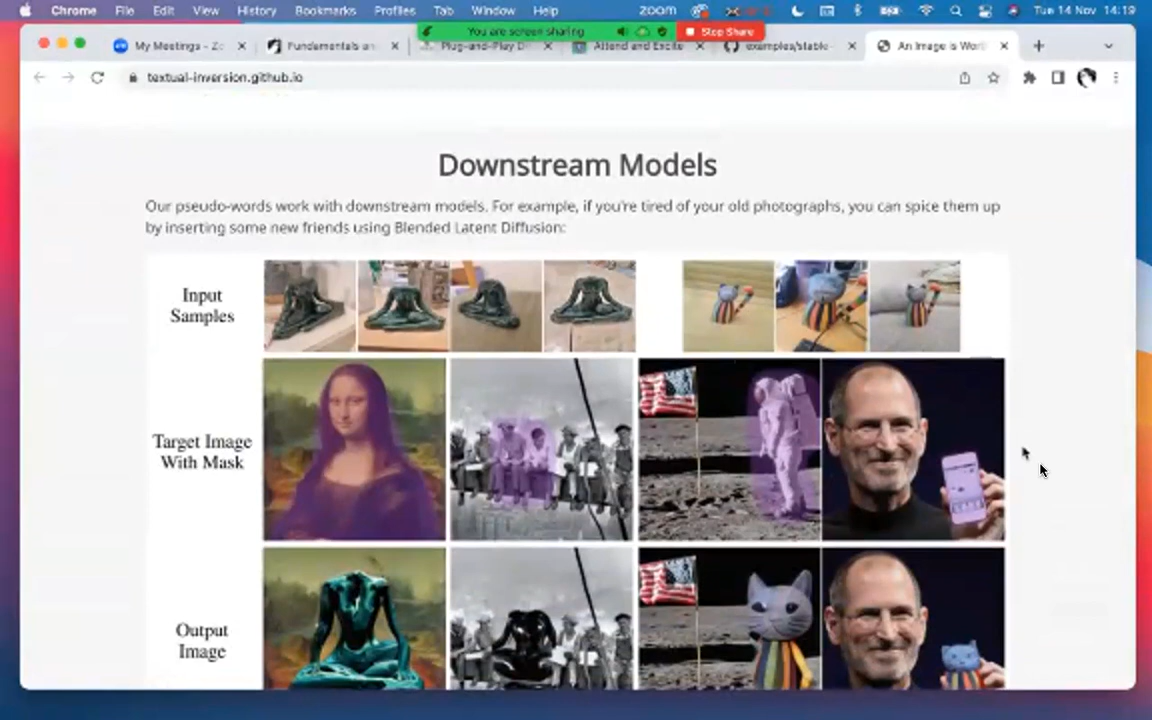 Chrome File Edit View History Bookmarks Profiles Tab Window Help zoom Tue 14 Nov 14:19
You are screen sharing Stop Share
My Meetings - Zo Fundamentals an Plug-and-Play D Attend and Excite examples/stable- An Image is Wort
textual-inversion.github.io
Downstream Models
Our pseudo-words work with downstream models. For example, if you're tired of your old photographs, you can spice them up
by inserting some new friends using Blended Latent Diffusion:
Input
Samples
Target Image
With Mask
Output
Image